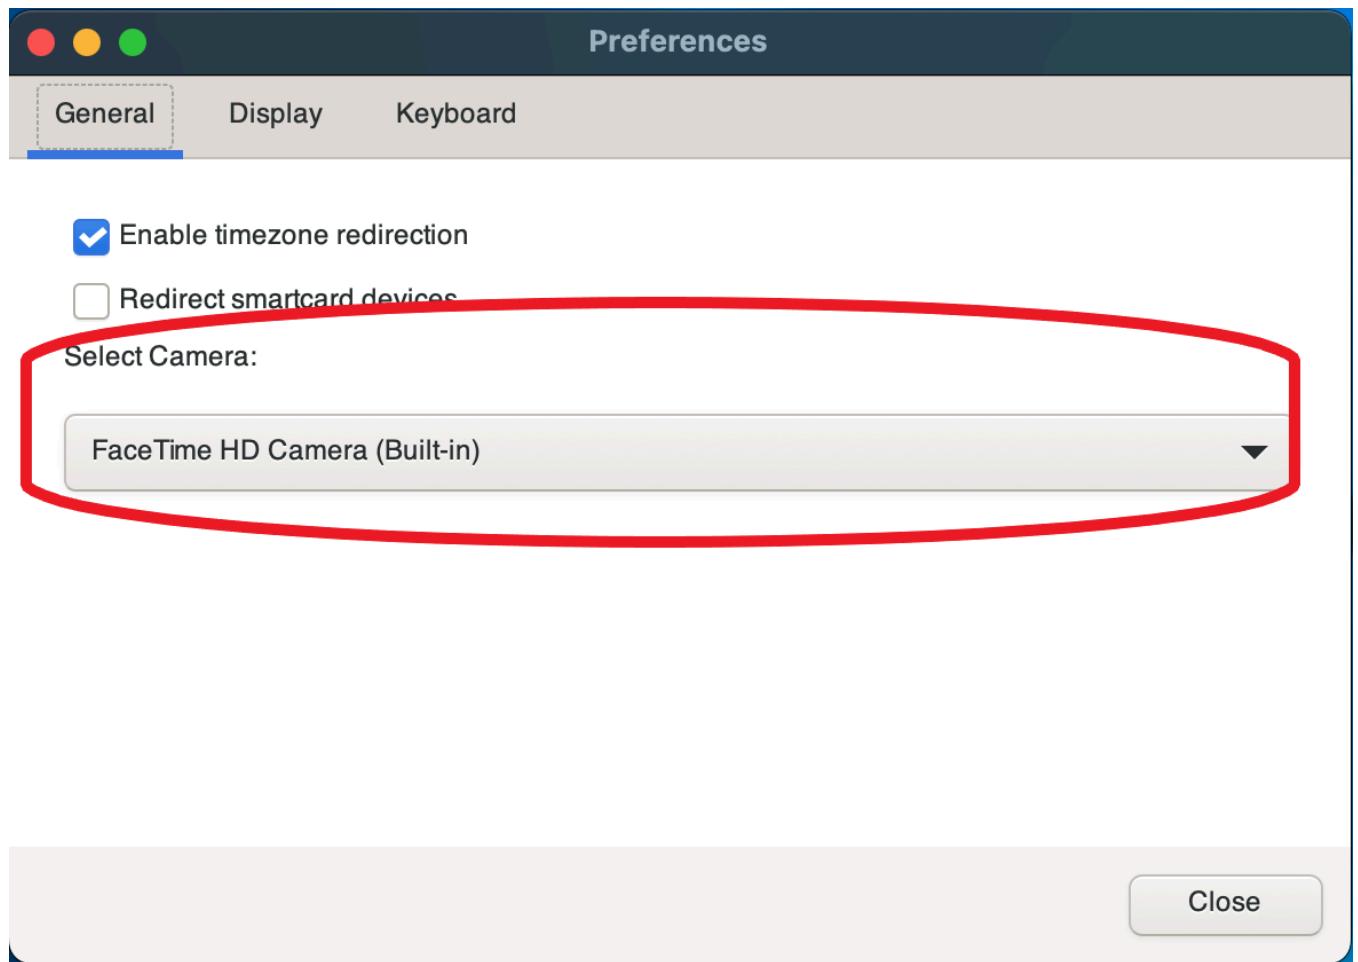 Preferences
General Display Keyboard
Enable timezone redirection
Redirect smartcard devices
Select Camera:
FaceTime HD Camera (Built-in)
Close